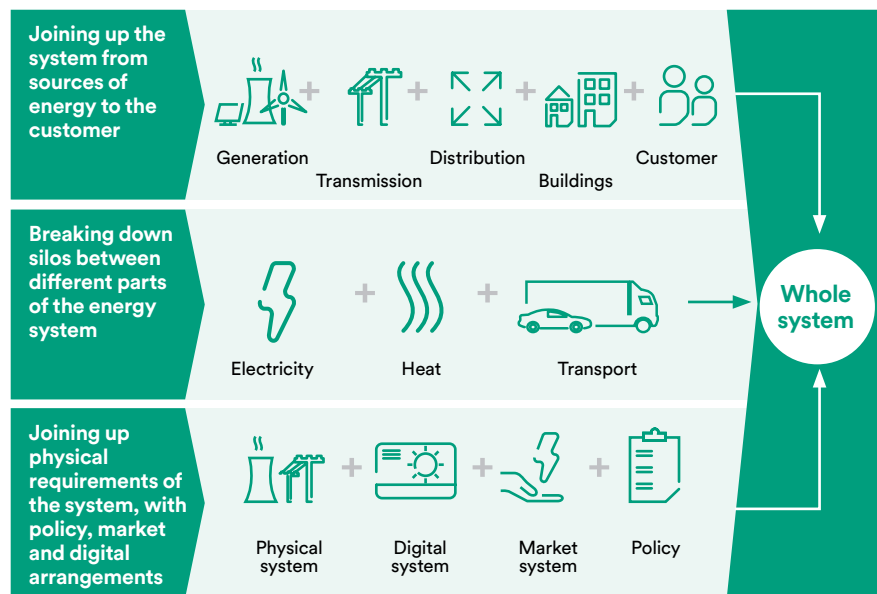 Joining up the
system from
sources of
energy to the
customer
Generation
Transmission
Distribution
Buildings
Customer
Breaking down
silos between
different parts
of the energy
system
Electricity
Heat
Transport
Whole
system
Joining up
physical
requirements of
the system, with
policy, market
and digital
arrangements
Physical
system
Digital
system
Market
system
Policy